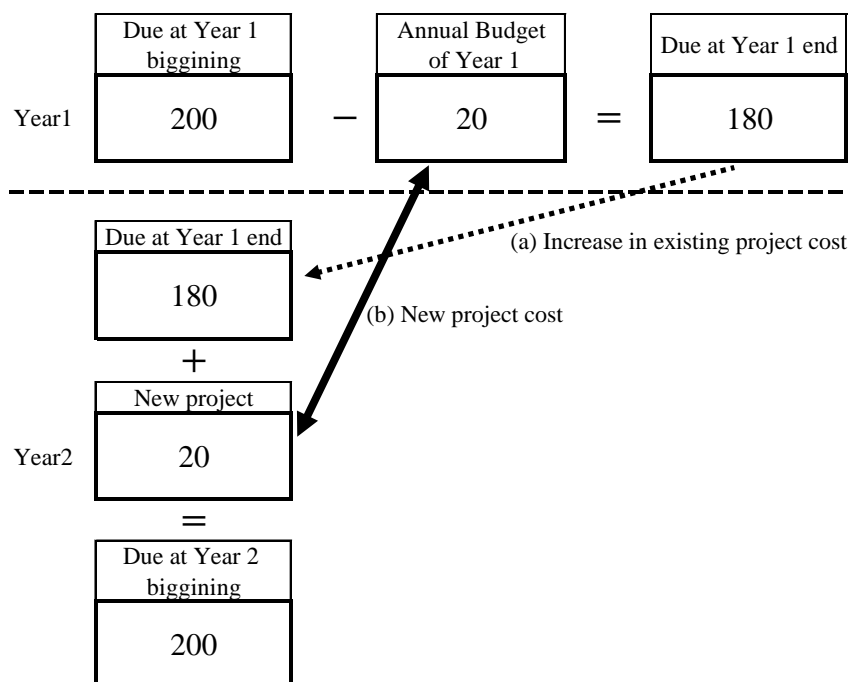 Due at Year 1
biggining
Annual Budget
of Year 1
Due at Year 1 end
Year1
200
−
20
=
180
Due at Year 1 end
(a) Increase in existing project cost
180
(b) New project cost
+
New project
Year2
20
=
Due at Year 2
biggining
200